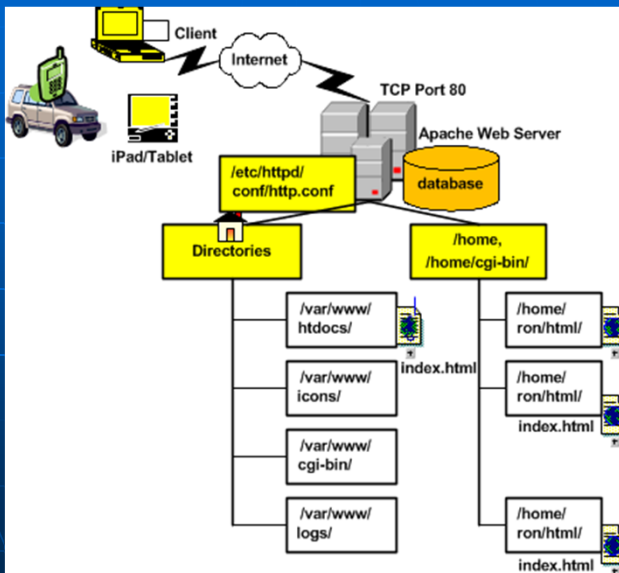 Client
Internet
TCP Port 80
iPad/Tablet
Apache Web Server
/etc/httpd/
conf/http.conf
database
Directories
/home,
/home/cgi-bin/
/var/www/
htdocs/
index.html
/var/www/
icons/
/var/www/
cgi-bin/
/var/www/
logs/
/home/
ron/html/
/home/
ron/html/
index.html
/home/
ron/html/
index.html